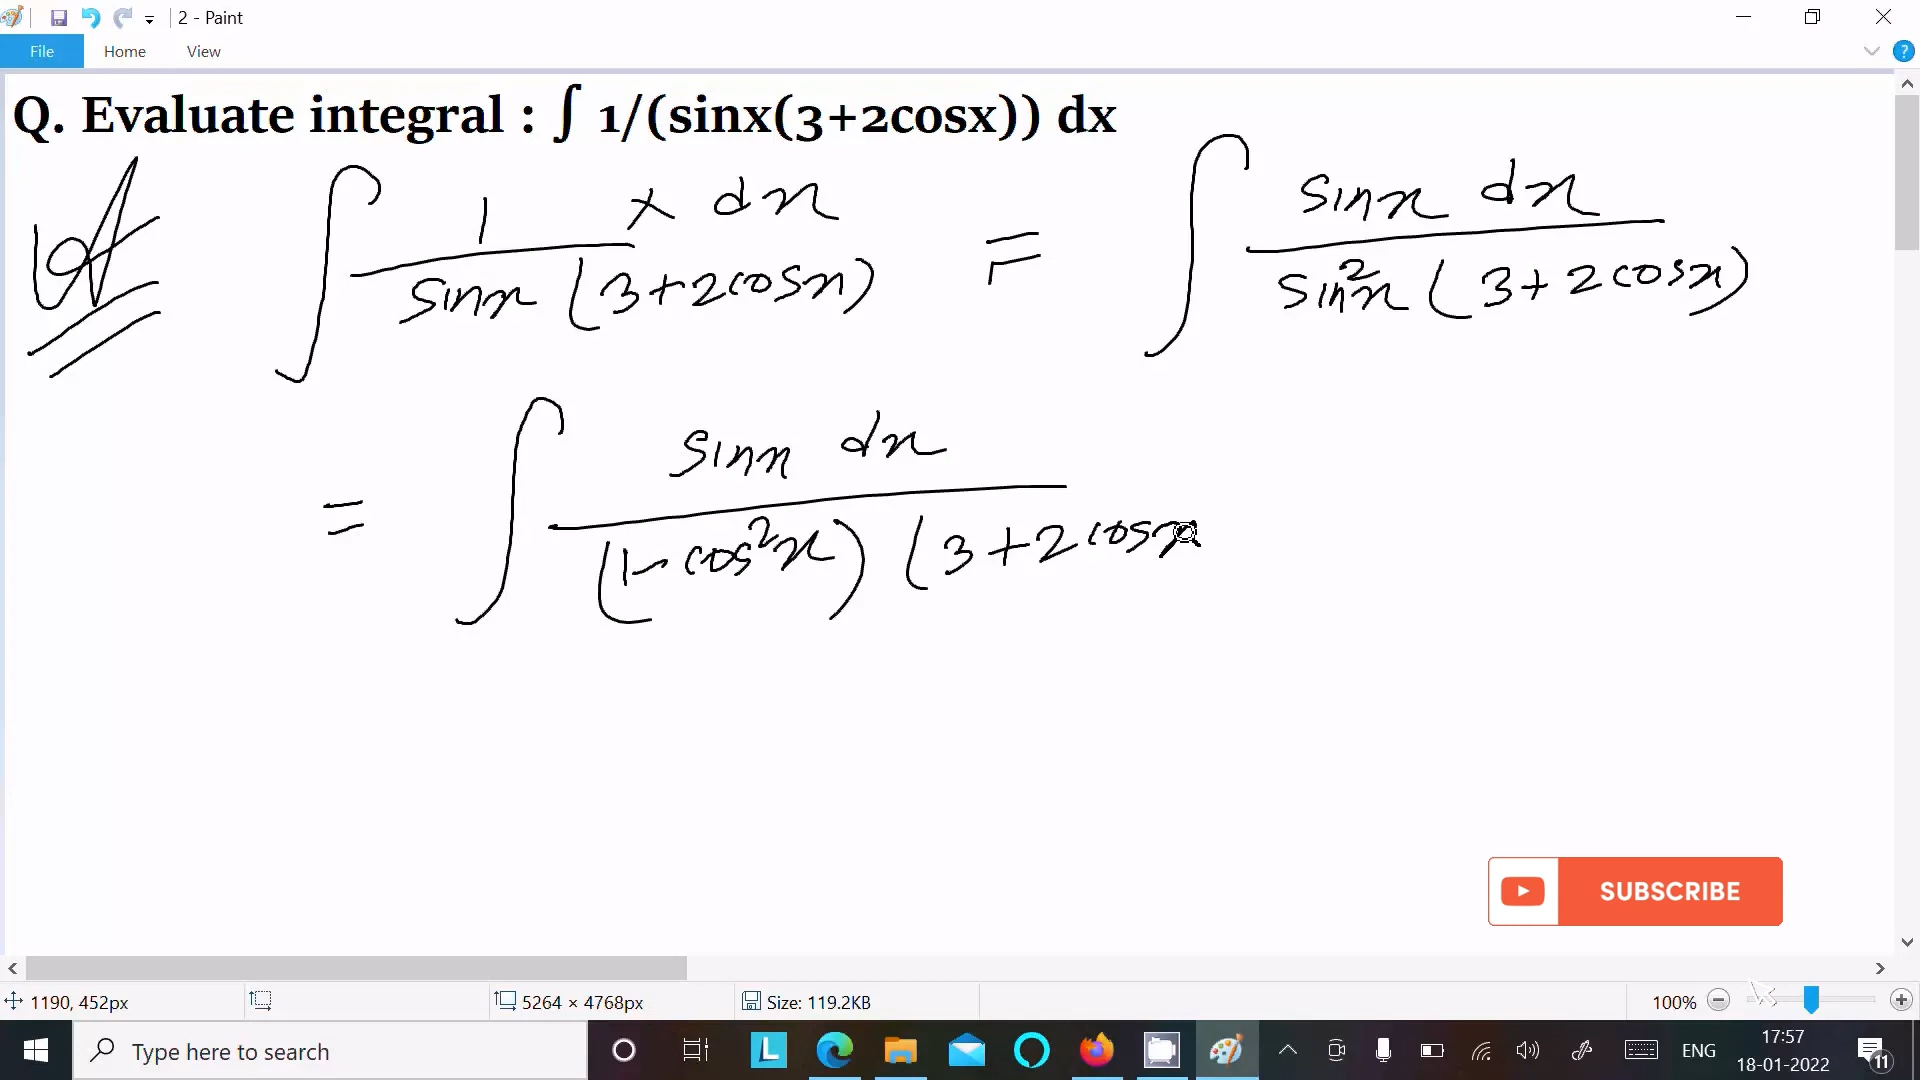 2 - Paint
File Home View
Q. Evaluate integral : ∫ 1/(sinx(3+2cosx)) dx
A ∫ 1/(sinx (3+2cosx)) × dx = ∫ sinx dx/(sin²x (3+2cosx))
= ∫ sinx dx/((1-cos²x) (3+2cosx
SUBSCRIBE
1190, 452px 5264 × 4768px Size: 119.2KB 100%
Type here to search L ENG 17:57
18-01-2022 11